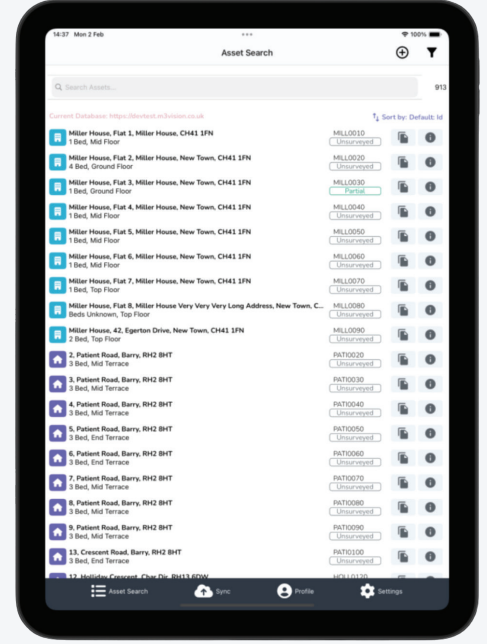 14:37 Mon 2 Feb
100%
Asset Search
Search Assets...
913
Current Database: https://devtest.m3vision.co.uk
Sort by: Default: Id
Miller House, Flat 1, Miller House, CH41 1FN
MILL0010
1 Bed, Mid Floor
Unsurveyed
Miller House, Flat 2, Miller House, New Town, CH41 1FN
MILL0020
4 Bed, Ground Floor
Unsurveyed
Miller House, Flat 3, Miller House, New Town, CH41 1FN
MILL0030
1 Bed, Ground Floor
Partial
Miller House, Flat 4, Miller House, New Town, CH41 1FN
MILL0040
1 Bed, Mid Floor
Unsurveyed
Miller House, Flat 5, Miller House, New Town, CH41 1FN
MILL0050
1 Bed, Mid Floor
Unsurveyed
Miller House, Flat 6, Miller House, New Town, CH41 1FN
MILL0060
1 Bed, Mid Floor
Unsurveyed
Miller House, Flat 7, Miller House, New Town, CH41 1FN
MILL0070
1 Bed, Top Floor
Unsurveyed
Miller House, Flat 8, Miller House Very Very Very Long Address, New Town, C...
MILL0080
Beds Unknown, Top Floor
Unsurveyed
Miller House, 42, Egerton Drive, New Town, CH41 1FN
MILL0090
2 Bed, Top Floor
Unsurveyed
2, Patient Road, Barry, RH2 8HT
PATI0020
3 Bed, Mid Terrace
Unsurveyed
3, Patient Road, Barry, RH2 8HT
PATI0030
3 Bed, Mid Terrace
Unsurveyed
4, Patient Road, Barry, RH2 8HT
PATI0040
3 Bed, Mid Terrace
Unsurveyed
5, Patient Road, Barry, RH2 8HT
PATI0050
3 Bed, End Terrace
Unsurveyed
6, Patient Road, Barry, RH2 8HT
PATI0060
3 Bed, End Terrace
Unsurveyed
7, Patient Road, Barry, RH2 8HT
PATI0070
3 Bed, Mid Terrace
Unsurveyed
8, Patient Road, Barry, RH2 8HT
PATI0080
3 Bed, Mid Terrace
Unsurveyed
9, Patient Road, Barry, RH2 8HT
PATI0090
3 Bed, Mid Terrace
Unsurveyed
13, Crescent Road, Barry, RH2 8HT
PATI0100
3 Bed, End Terrace
Unsurveyed
12, Holliday Crescent, Char Dir, RH13 6DW
HOLL0120
Asset Search
Sync
Profile
Settings